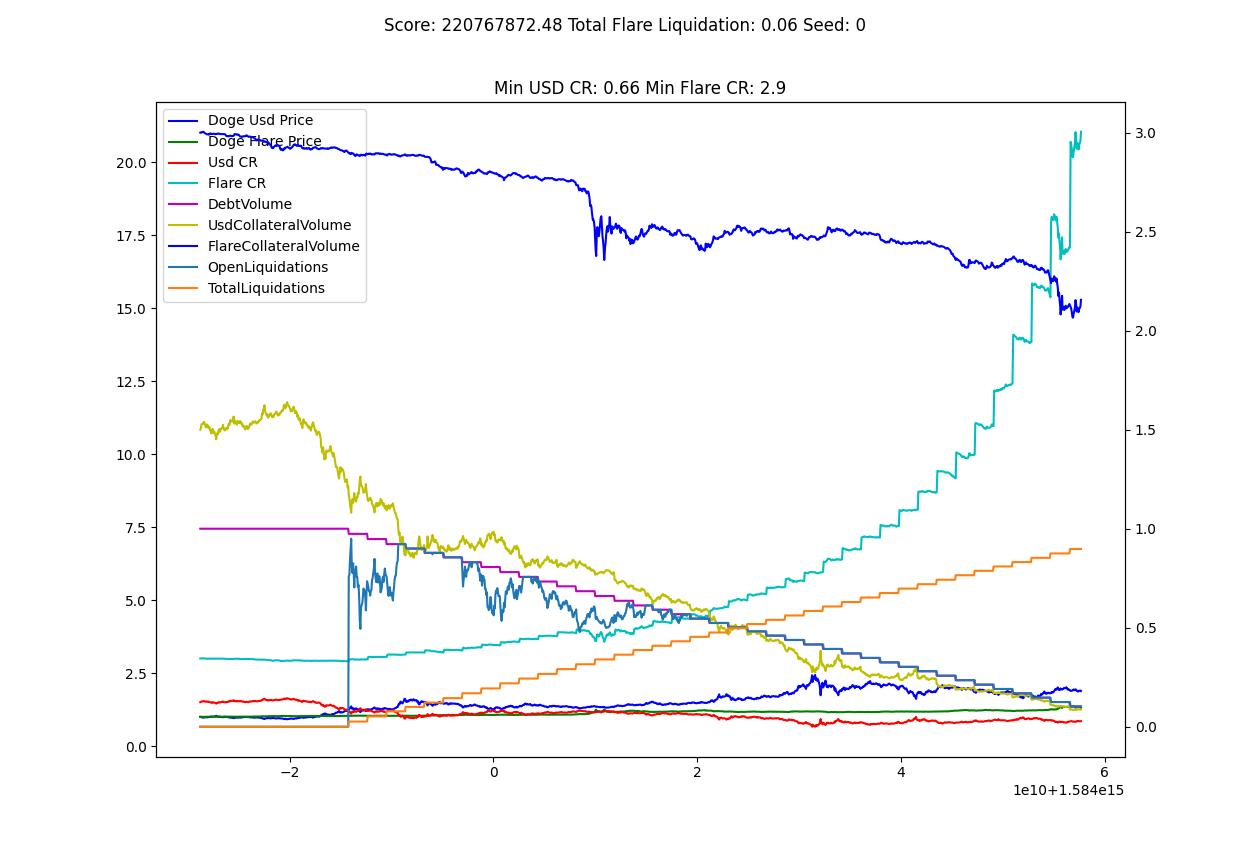 Score: 220767872.48 Total Flare Liquidation: 0.06 Seed: 0
Min USD CR: 0.66 Min Flare CR: 2.9
Doge Usd Price
Doge Flare Price
Usd CR
Flare CR
DebtVolume
UsdCollateralVolume
FlareCollateralVolume
OpenLiquidations
TotalLiquidations
20.0
17.5
15.0
12.5
10.0
7.5
5.0
2.5
0.0
3.0
2.5
2.0
1.5
1.0
0.5
0.0
−2
0
2
4
6
1e10+1.584e15